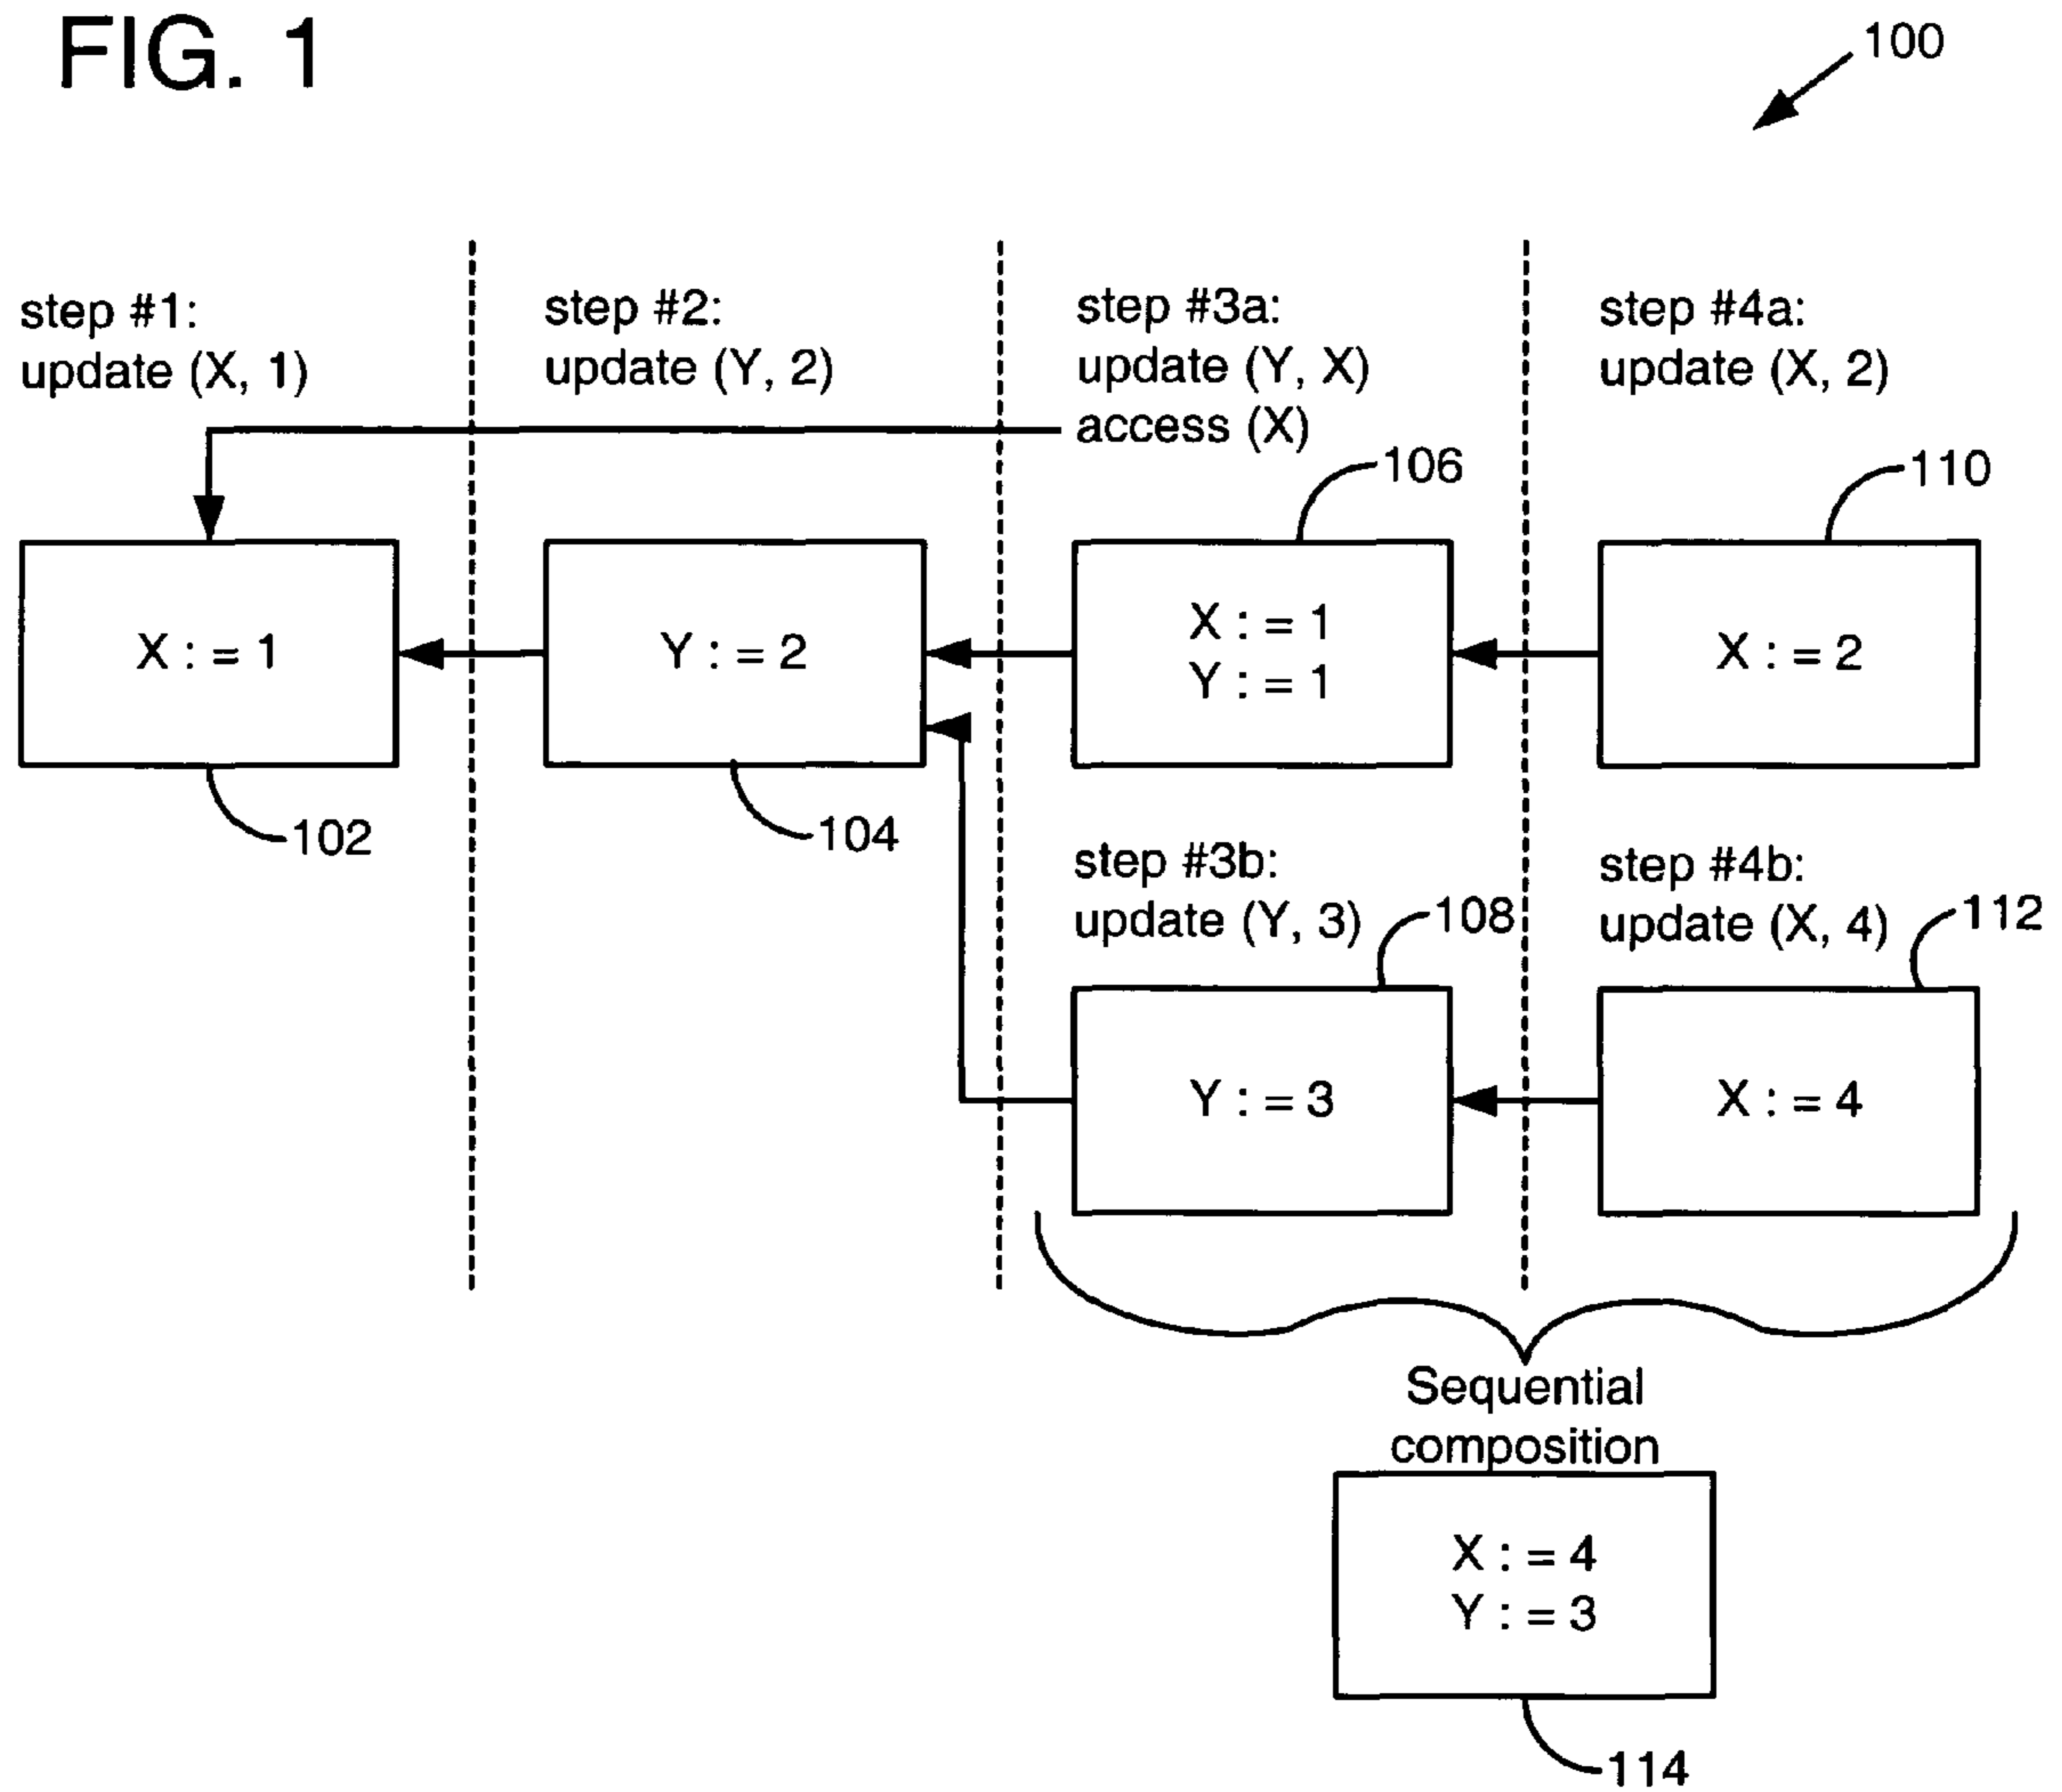 FIG. 1
100
step #1:
update (X, 1)
step #2:
update (Y, 2)
step #3a:
update (Y, X)
access (X)
step #4a:
update (X, 2)
106
110
X : = 1
Y : = 2
X : = 1
Y : = 1
X : = 2
102
104
step #3b:
update (Y, 3)
108
step #4b:
update (X, 4)
112
Y : = 3
X : = 4
Sequential
composition
X : = 4
Y : = 3
114